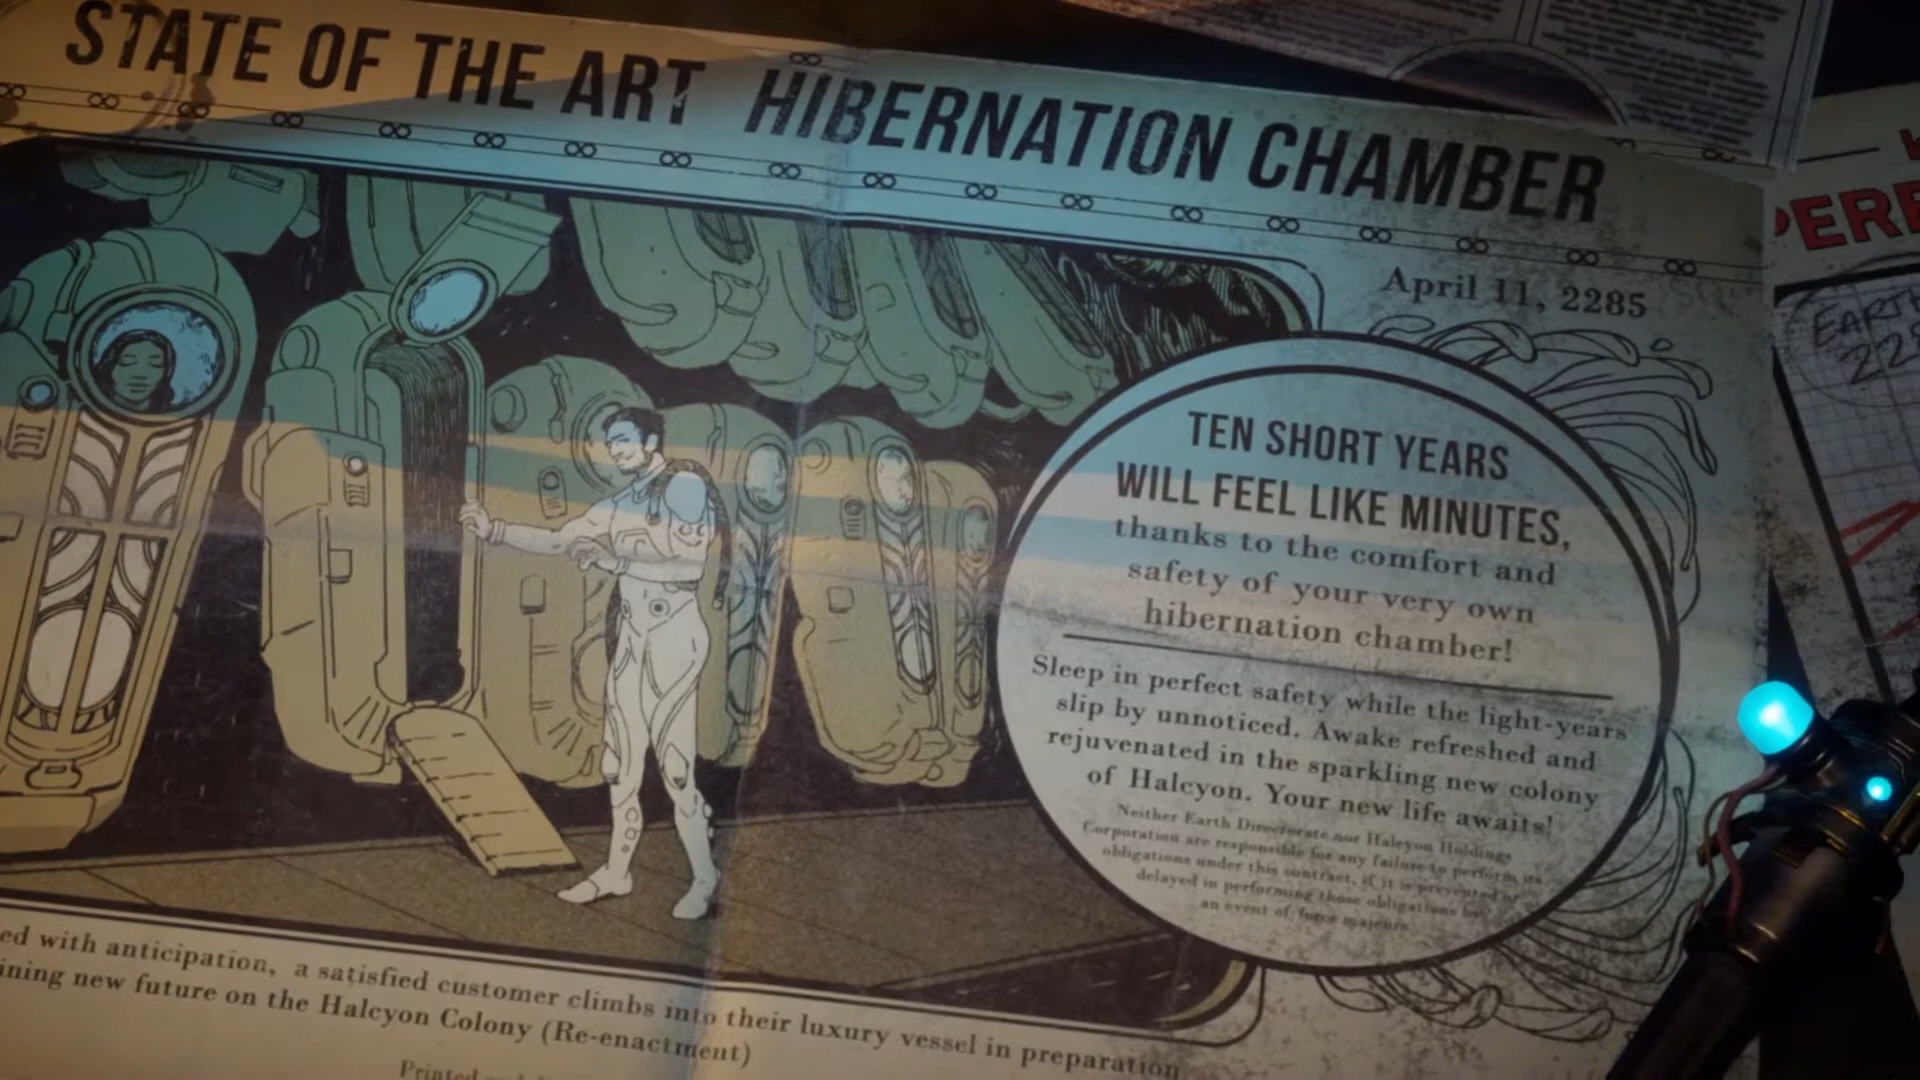 STATE OF THE ART HIBERNATION CHAMBER
April 11, 2285
TEN SHORT YEARS
WILL FEEL LIKE MINUTES,
thanks to the comfort and
safety of your very own
hibernation chamber!
Sleep in perfect safety while the light-years
slip by unnoticed. Awake refreshed and
rejuvenated in the sparkling new colony
of Halcyon. Your new life awaits!
Neither Earth Directorate nor Halcyon Holdings
Corporation are responsible for any failure to perform its
obligations under this contract, if it is prevented or
delayed in performing those obligations by
an event of force majeure.
ed with anticipation, a satisfied customer climbs into their luxury vessel in preparation
ining new future on the Halcyon Colony (Re-enactment)
Printed
PERE
EARTH